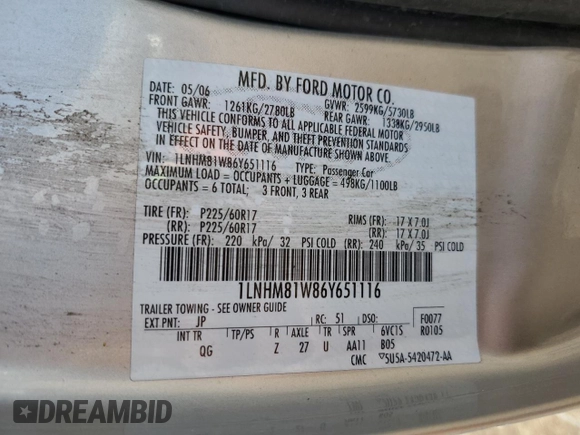 MFD. BY FORD MOTOR CO.
DATE: 05/06 GVWR: 2599KG/5730LB
FRONT GAWR: 1261KG/2780LB REAR GAWR: 1338KG/2950LB
THIS VEHICLE CONFORMS TO ALL APPLICABLE FEDERAL MOTOR
VEHICLE SAFETY, BUMPER, AND THEFT PREVENTION STANDARDS
IN EFFECT ON THE DATE OF MANUFACTURE SHOWN ABOVE.
VIN: 1LNHM81W86Y651116 TYPE: Passenger Car
MAXIMUM LOAD = OCCUPANTS + LUGGAGE = 498KG/1100LB
OCCUPANTS = 6 TOTAL; 3 FRONT, 3 REAR
TIRE (FR): P225/60R17 RIMS (FR): 17 X 7.0J
(RR): P225/60R17 (RR): 17 X 7.0J
PRESSURE (FR): 220 kPa/ 32 PSI COLD (RR): 240 kPa/ 35 PSI COLD
1LNHM81W86Y651116
TRAILER TOWING - SEE OWNER GUIDE
EXT PNT: JP RC: 51 DSO: F0077
INT TR TP/PS R AXLE TR SPR 6VC1S R0105
QG Z 27 U AA11 B05
CMC 5U5A-5420472-AA
DREAMBID